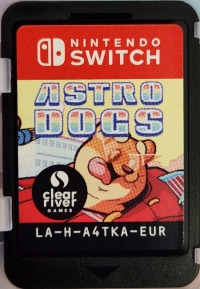 NINTENDO
SWITCH
ASTRO
DOGS
clear
river
GAMES
LA-H-A4TKA-EUR